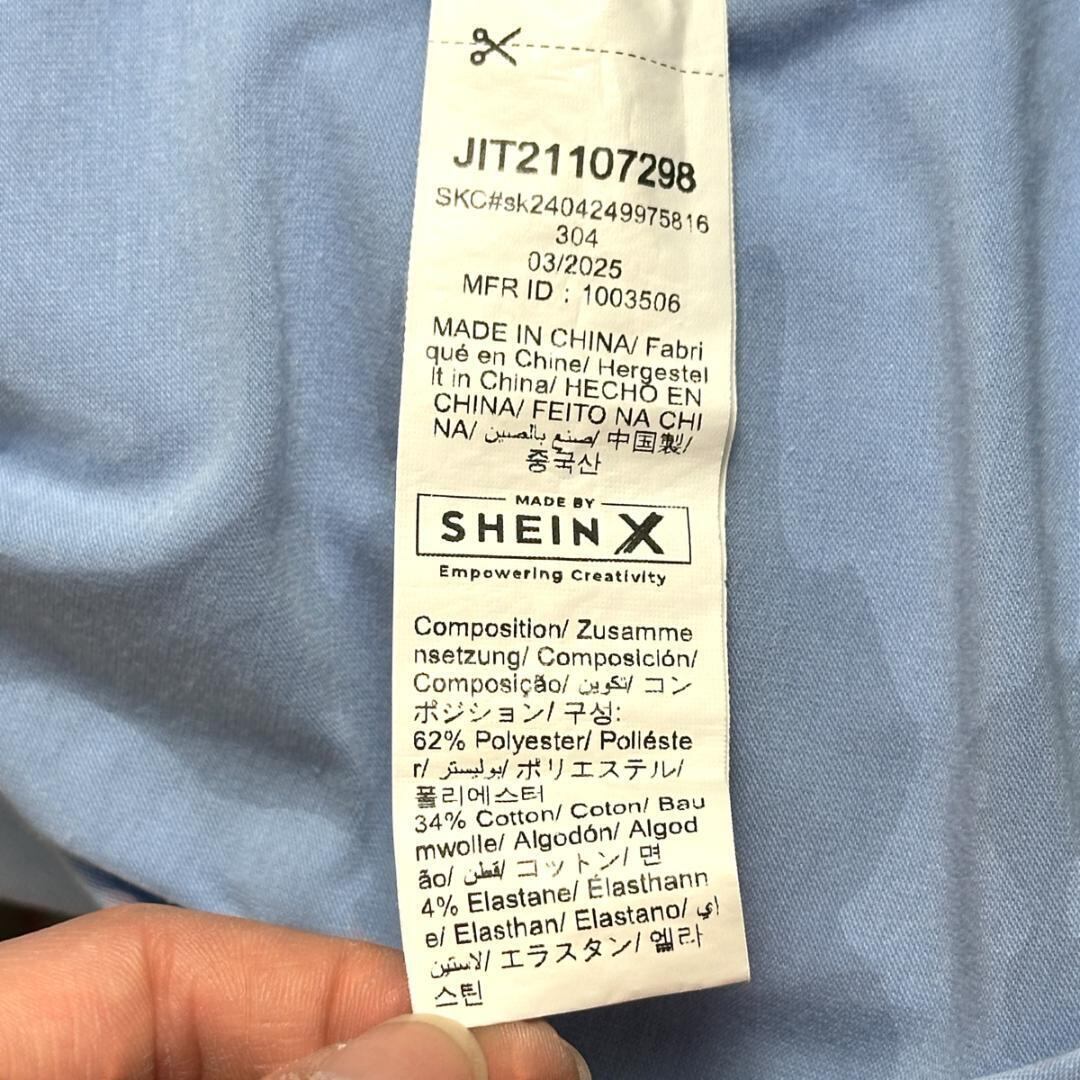 JIT21107298
SKC#sk2404249975816
304
03/2025
MFR ID : 1003506
MADE IN CHINA/ Fabri
qué en Chine/ Hergestel
lt in China/ HECHO EN
CHINA/ FEITO NA CHI
NA/ صنع بالصين/ 中国製/
중국산
MADE BY
SHEIN X
Empowering Creativity
Composition/ Zusamme
nsetzung/ Composición/
Composição/ تكوين/ コン
ポジション/ 구성:
62% Polyester/ Poliéste
r/ بوليستر/ ポリエステル/
폴리에스터
34% Cotton/ Coton/ Bau
mwolle/ Algodón/ Algod
ão/ قطن/ コットン/ 면
4% Elastane/ Élasthann
e/ Elasthan/ Elastano/ اي
لاستين/ エラスタン/ 엘라
스틴